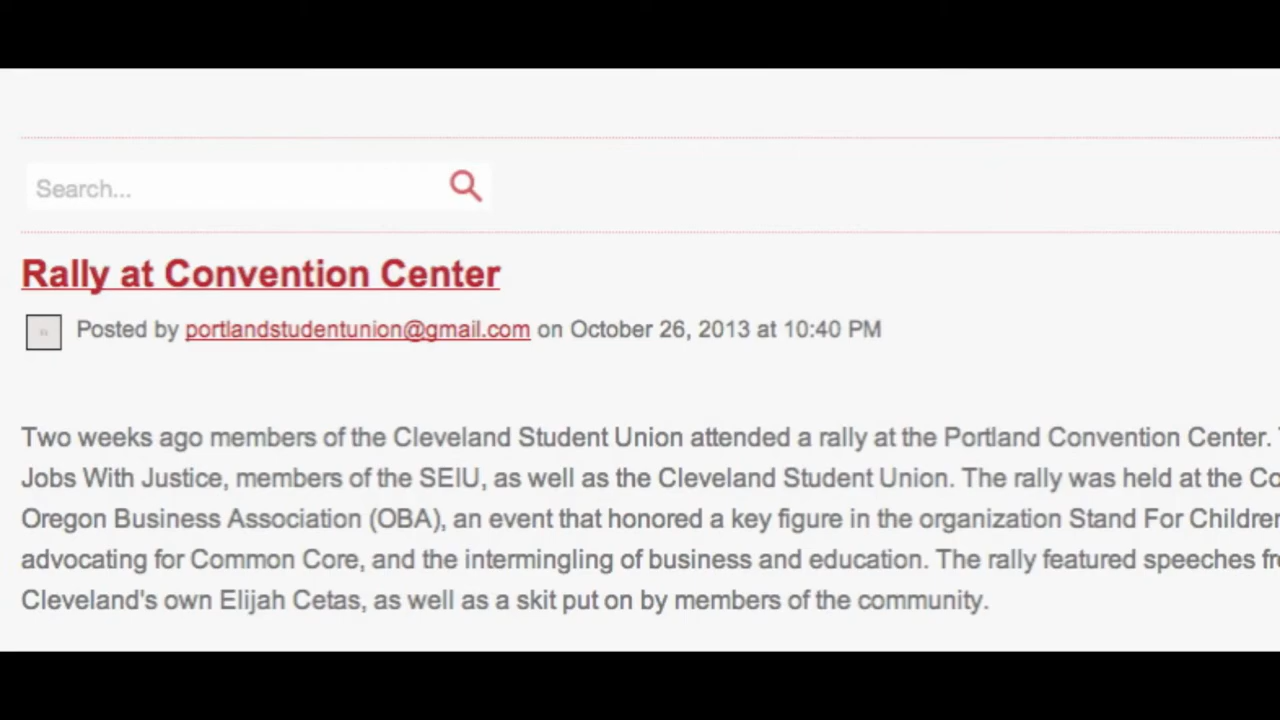 Search...
Rally at Convention Center
Posted by portlandstudentunion@gmail.com on October 26, 2013 at 10:40 PM
Two weeks ago members of the Cleveland Student Union attended a rally at the Portland Convention Center.
Jobs With Justice, members of the SEIU, as well as the Cleveland Student Union. The rally was held at the
Oregon Business Association (OBA), an event that honored a key figure in the organization Stand For Children
advocating for Common Core, and the intermingling of business and education. The rally featured speeches
Cleveland's own Elijah Cetas, as well as a skit put on by members of the community.